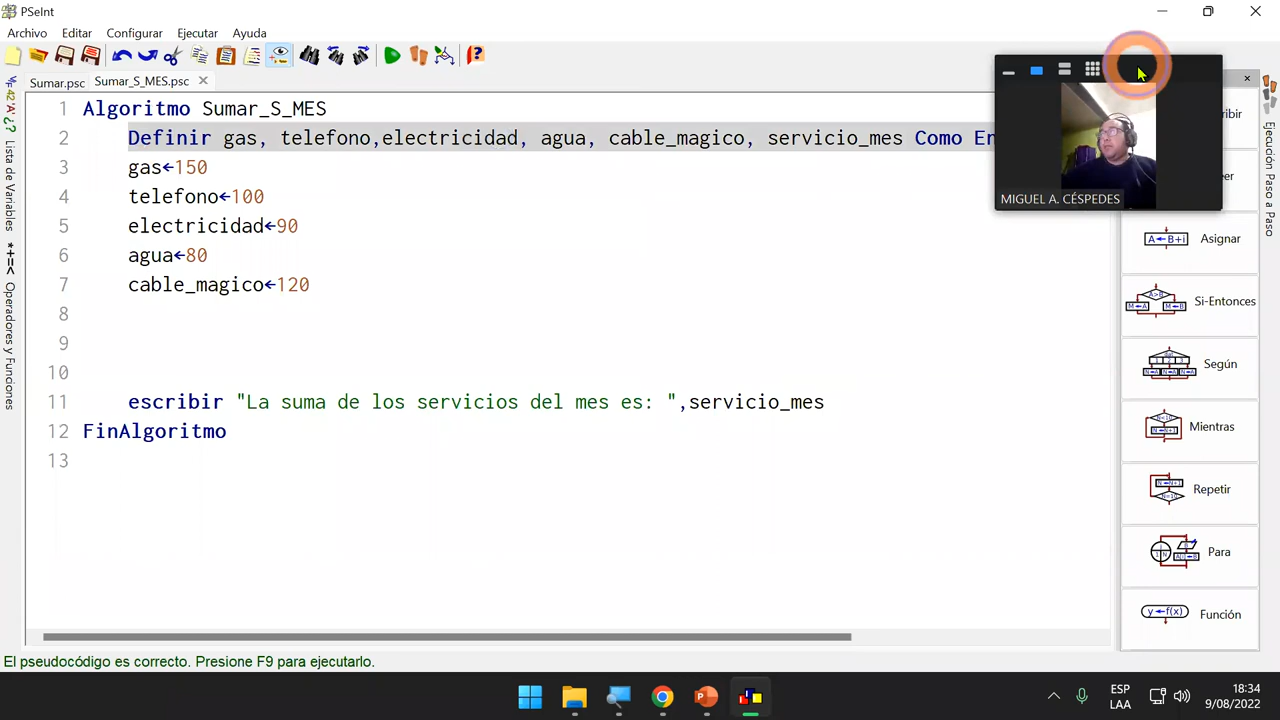 PSeInt
Archivo Editar Configurar Ejecutar Ayuda
Sumar.psc Sumar_S_MES.psc
1 Algoritmo Sumar_S_MES
2 Definir gas, telefono,electricidad, agua, cable_magico, servicio_mes Como En
3 gas←150
4 telefono←100
5 electricidad←90
6 agua←80
7 cable_magico←120
8
9
10
11 escribir "La suma de los servicios del mes es: ",servicio_mes
12 FinAlgoritmo
13
Lista de Variables
*+=< Operadores y Funciones
MIGUEL A. CÉSPEDES
ribir
eer
A←B+i Asignar
A>B Si-Entonces
Según
Mientras
Repetir
Para
y←f(x) Función
Ejecución Paso a Paso
El pseudocódigo es correcto. Presione F9 para ejecutarlo.
ESP
LAA
18:34
9/08/2022